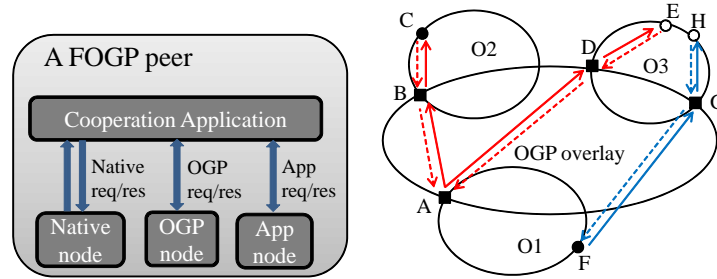 A FOGP peer
Cooperation Application
Native
req/res
OGP
req/res
App
req/res
Native
node
OGP
node
App
node
C
O2
B
D
E
H
O3
OGP overlay
A
O1
F